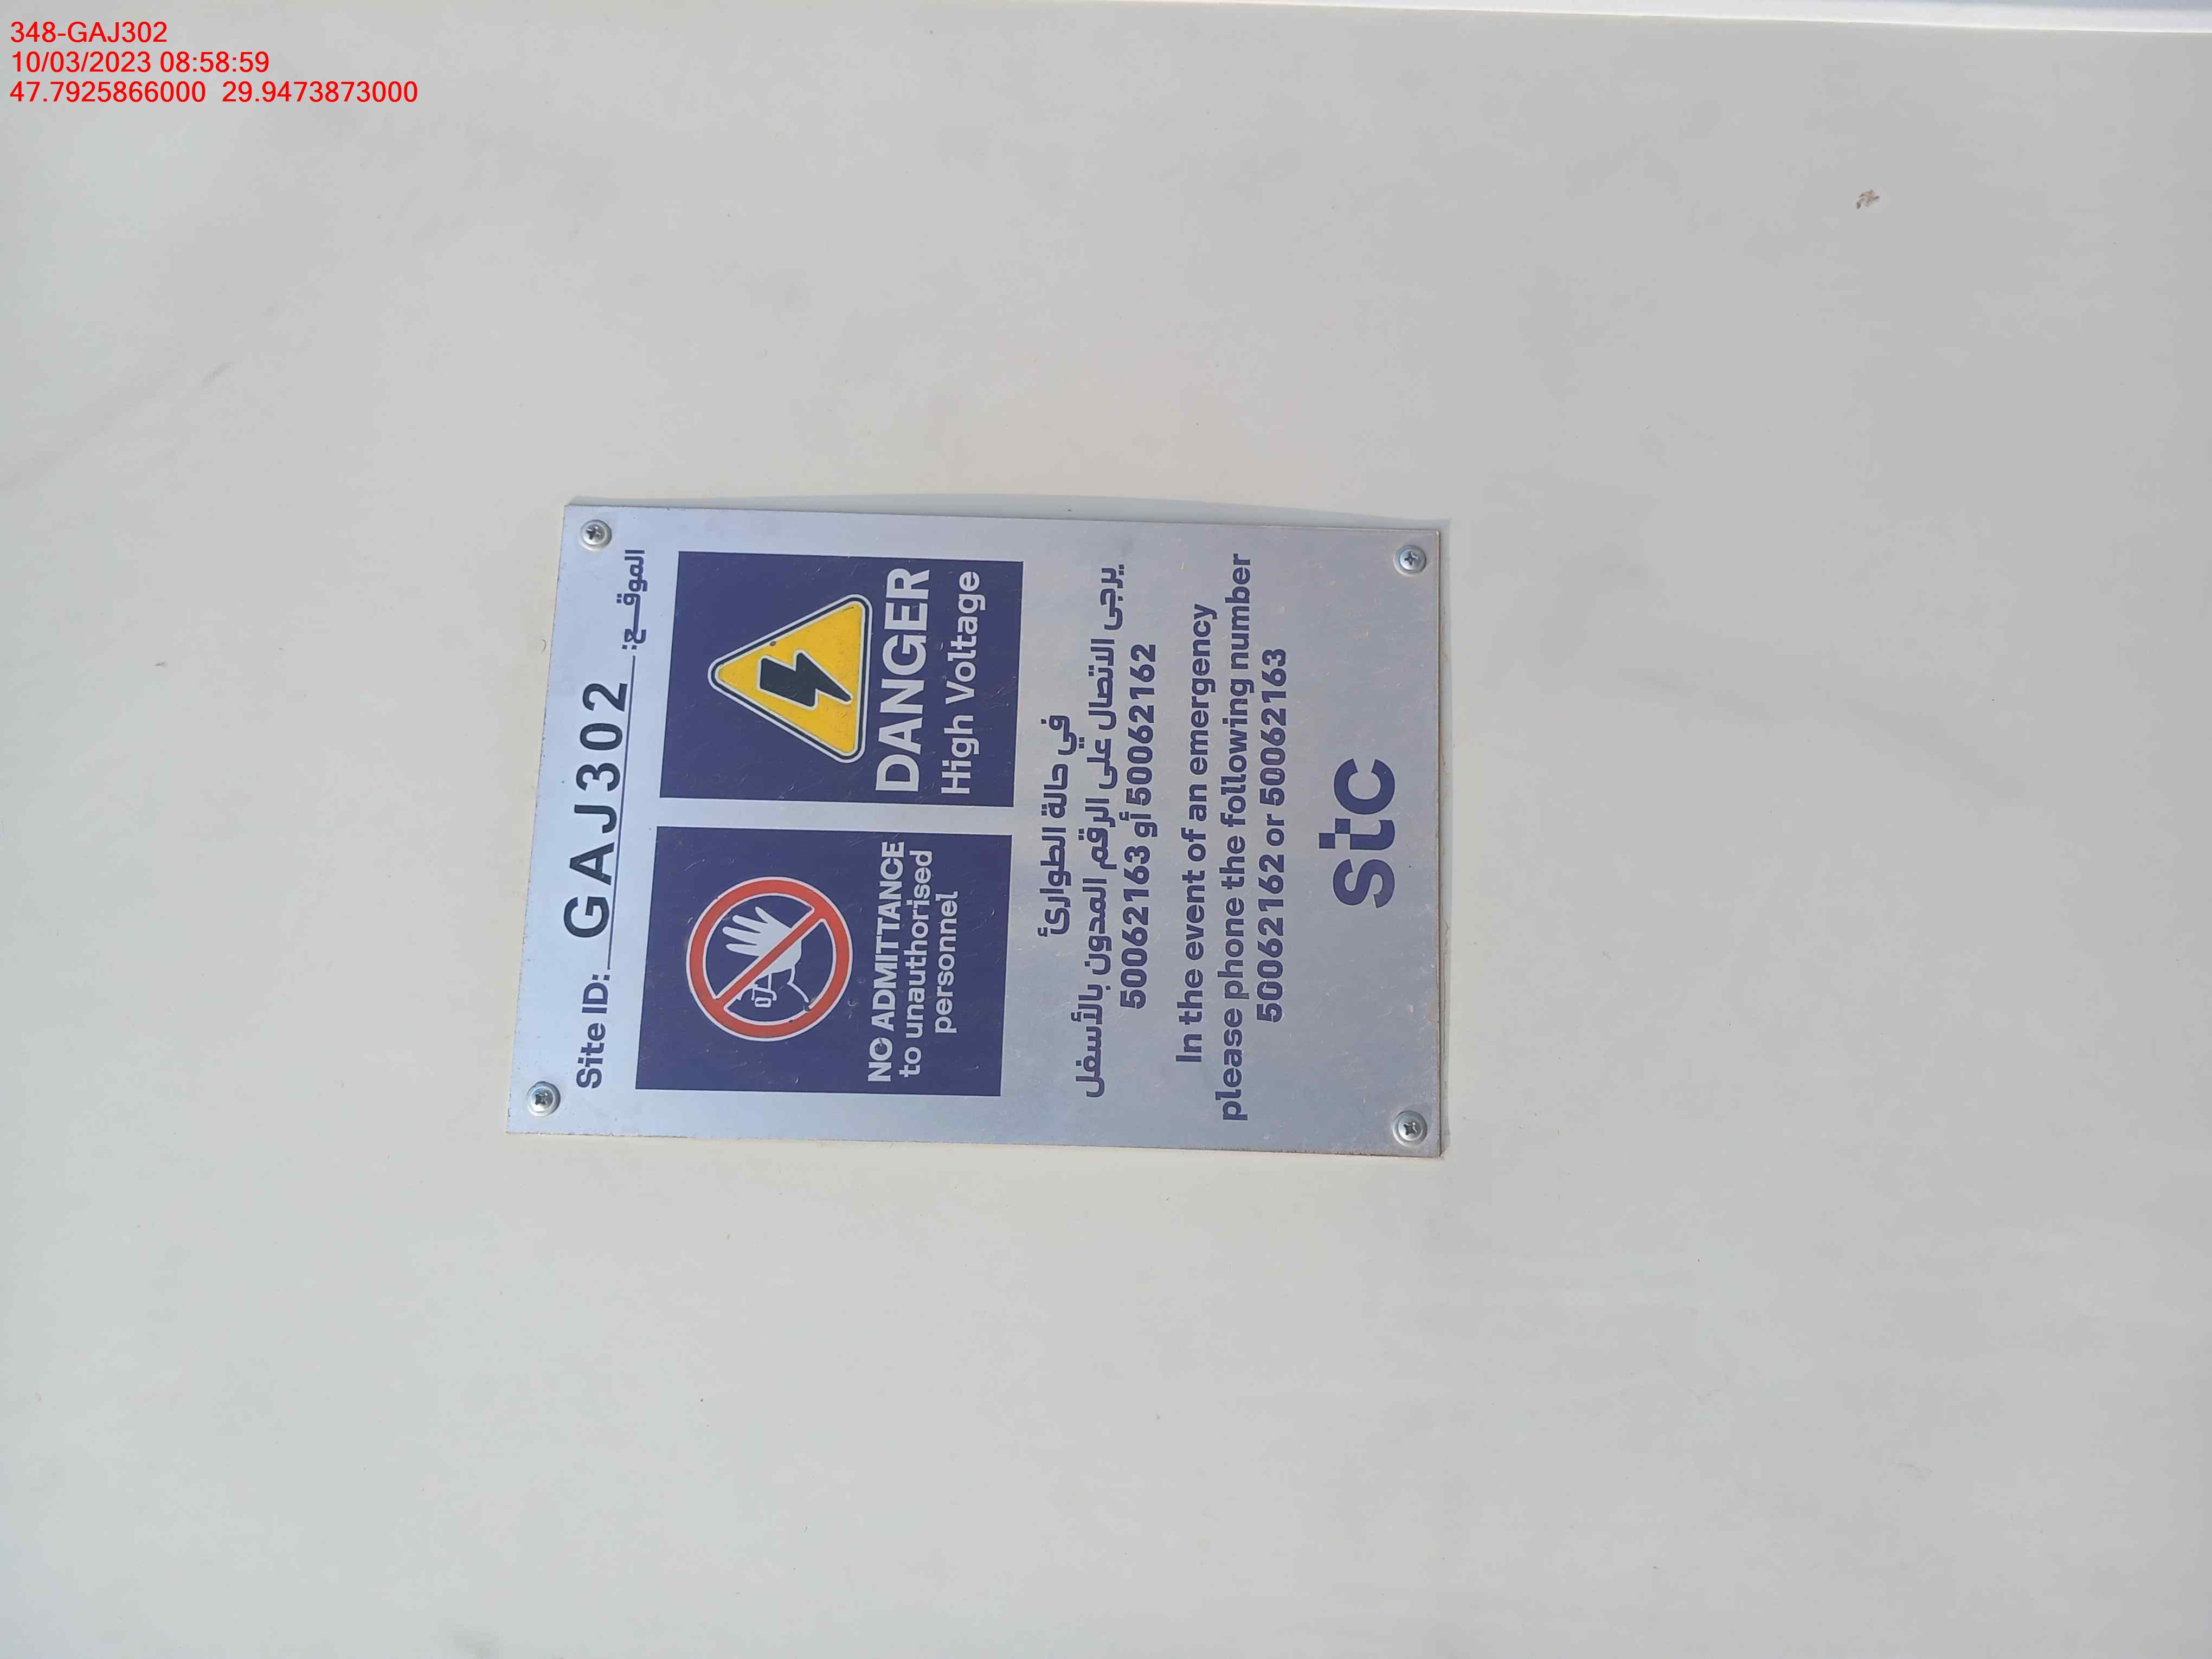 348-GAJ302
10/03/2023 08:58:59
47.7925866000 29.9473873000
Site ID: GAJ302 الموقــع:
NO ADMITTANCE
to unauthorised
personnel
DANGER
High Voltage
في حالة الطوارئ
يرجى الاتصال على الرقم المدون بالأسفل
50062163 أو 50062162
In the event of an emergency
please phone the following number
50062162 or 50062163
stc